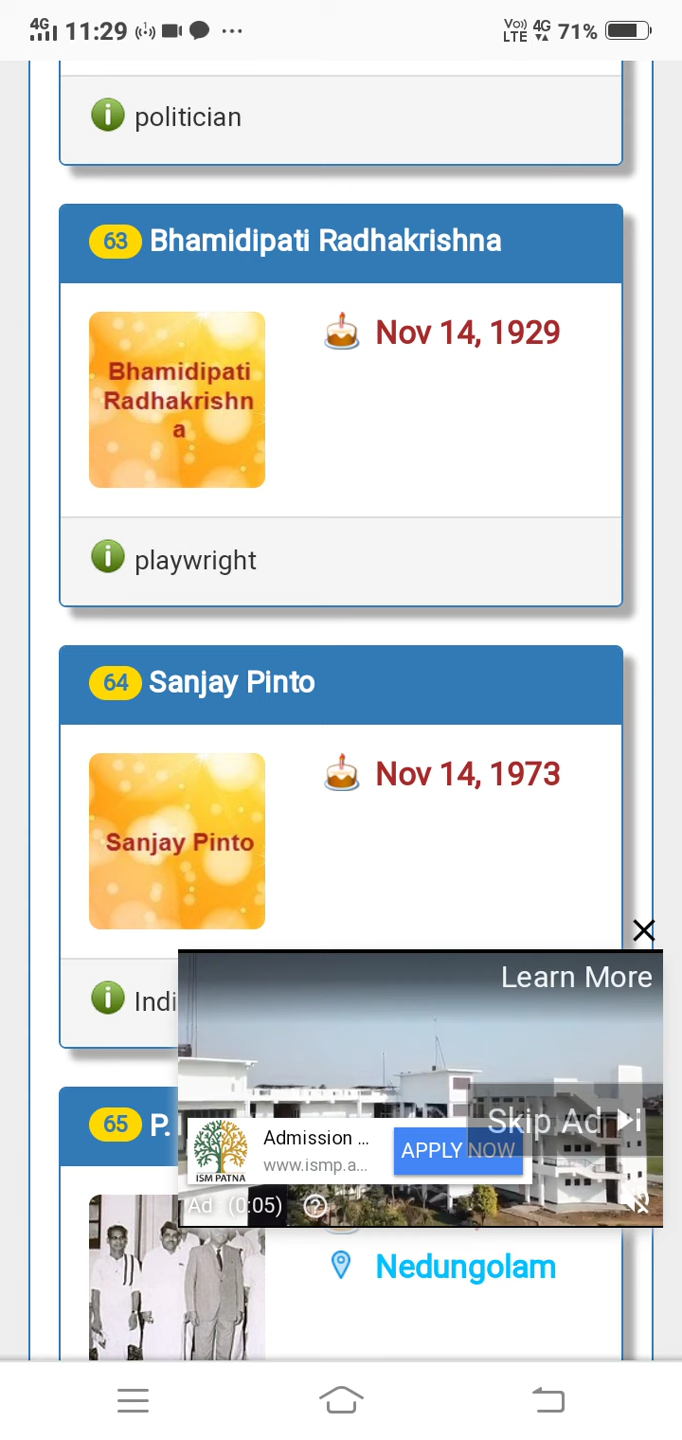 4G 11:29 ... Vo)) LTE 4G 71%
politician
63 Bhamidipati Radhakrishna
Bhamidipati
Radhakrishn
a
Nov 14, 1929
playwright
64 Sanjay Pinto
Sanjay Pinto
Nov 14, 1973
Indi
Learn More
65 P.
Skip Ad
Admission ...
www.ismp.a...
APPLY NOW
ISM PATNA
Ad (0:05)
Nedungolam